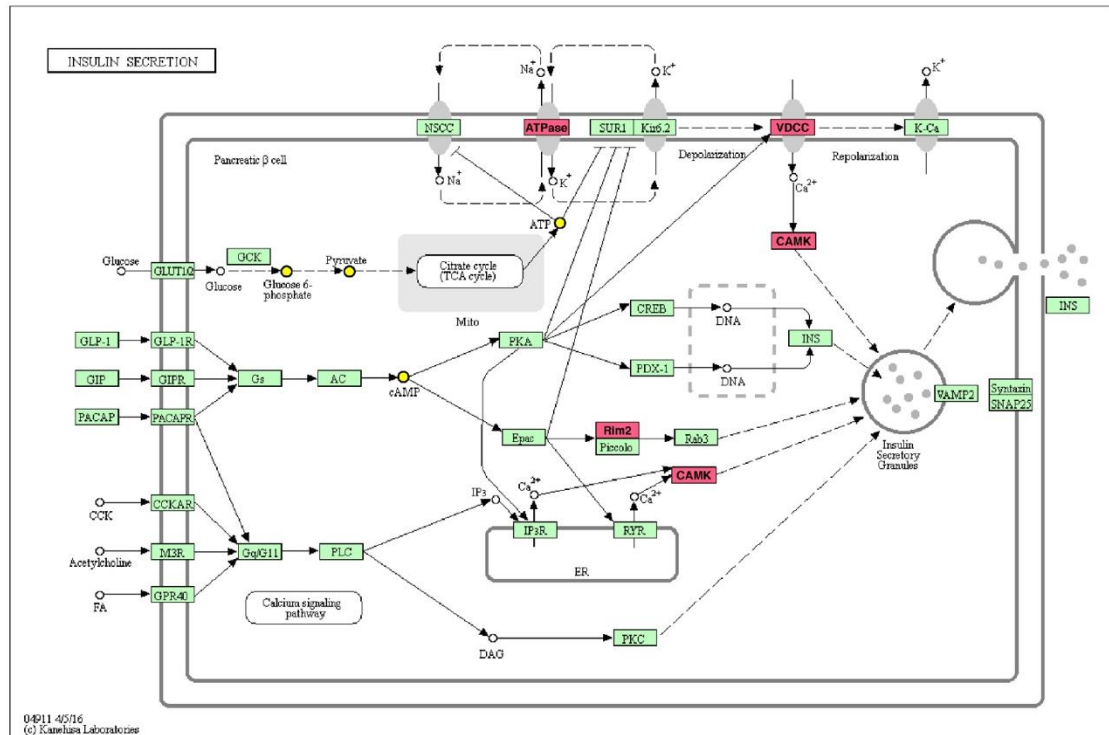 INSULIN SECRETION
Na+
K+
K+
NSCC
ATPase
SUR1
Kir6.2
VDCC
K-Ca
Depolarization
Repolarization
Pancreatic β cell
Na+
K+
Ca2+
ATP
CAMK
Glucose
GLUT1/2
Glucose
GCK
Glucose 6-
phosphate
Pyruvate
Citrate cycle
(TCA cycle)
Mito
CREB
DNA
INS
INS
GLP-1
GLP-1R
PKA
PDX-1
DNA
GIP
GIPR
Gs
AC
cAMP
VAMP2
Syntaxin
SNAP25
PACAP
PACAPR
Epac
Rim2
Piccolo
Rab3
Insulin
Secretory
Granules
CAMK
IP3
Ca2+
Ca2+
CCK
CCKAR
IP3R
RYR
ER
Acetylcholine
M3R
Gq/G11
PLC
FA
GPR40
Calcium signaling
pathway
DAG
PKC
04911 4/5/16
(c) Kanehisa Laboratories